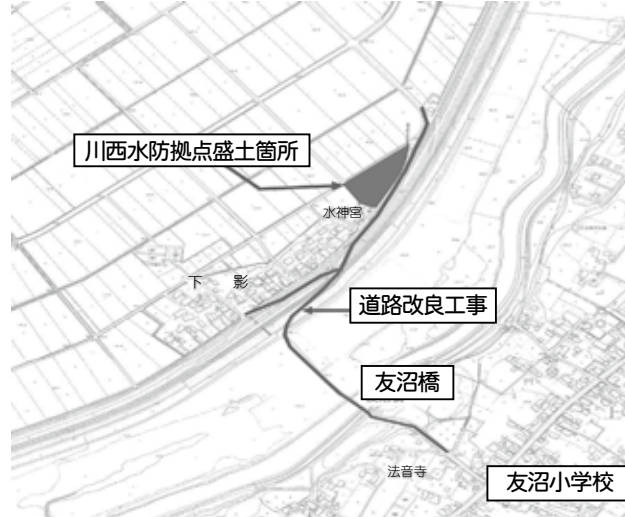 川西水防拠点盛土箇所
水神宮
下 影
道路改良工事
友沼橋
法音寺
友沼小学校